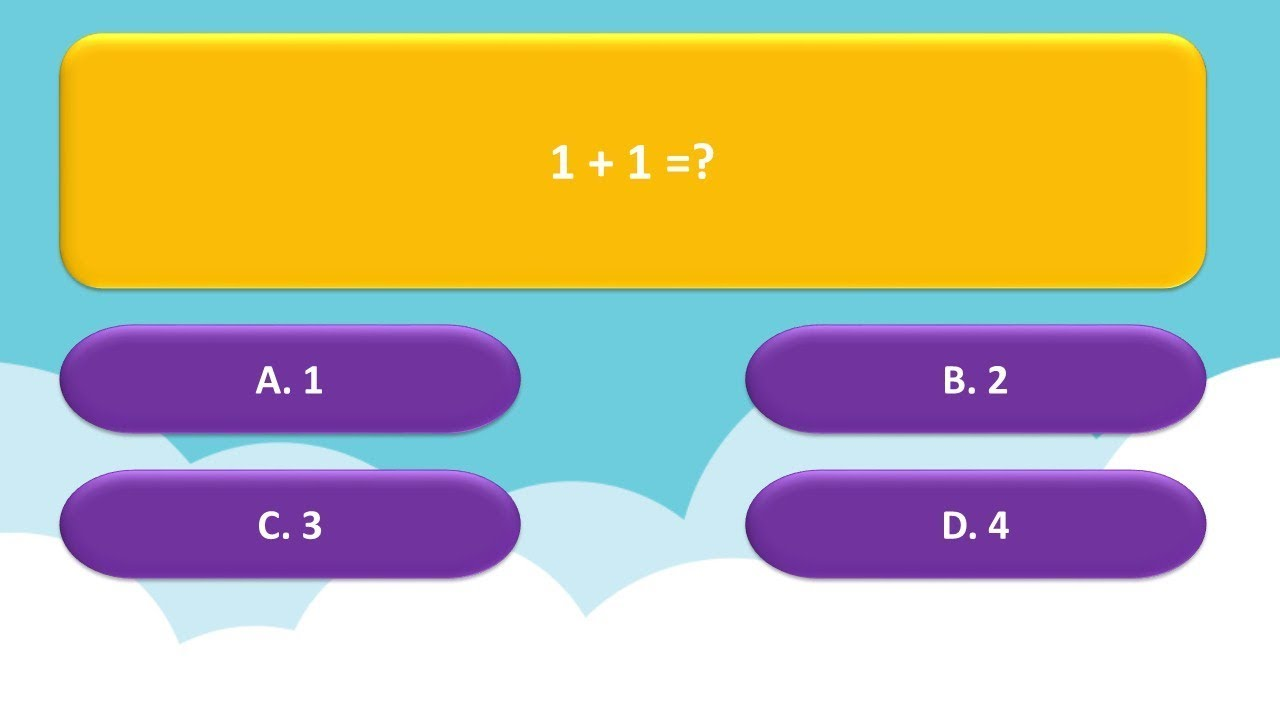 1 + 1 =?
A. 1
B. 2
C. 3
D. 4